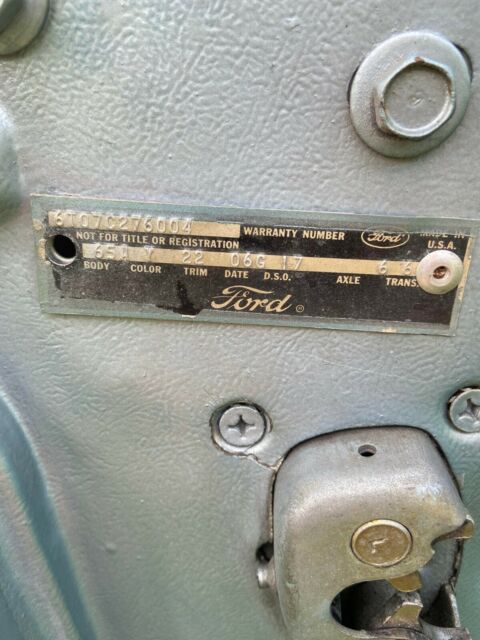 6T07C276004 WARRANTY NUMBER Ford MADE IN
NOT FOR TITLE OR REGISTRATION U.S.A.
65A Y 22 06G 17 6 6
BODY COLOR TRIM DATE D.S.O. AXLE TRANS.
Ford ®